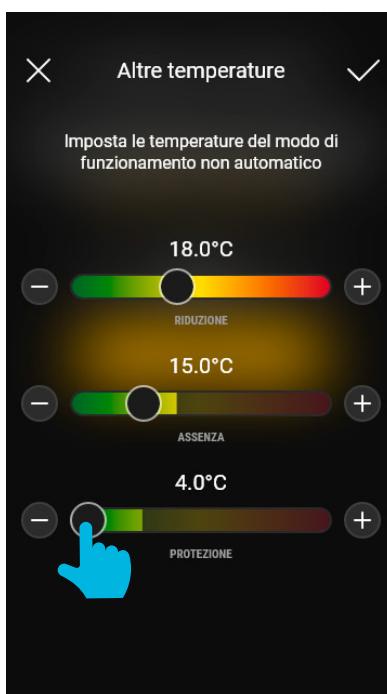 Altre temperature
Imposta le temperature del modo di
funzionamento non automatico
18.0°C
RIDUZIONE
15.0°C
ASSENZA
4.0°C
PROTEZIONE